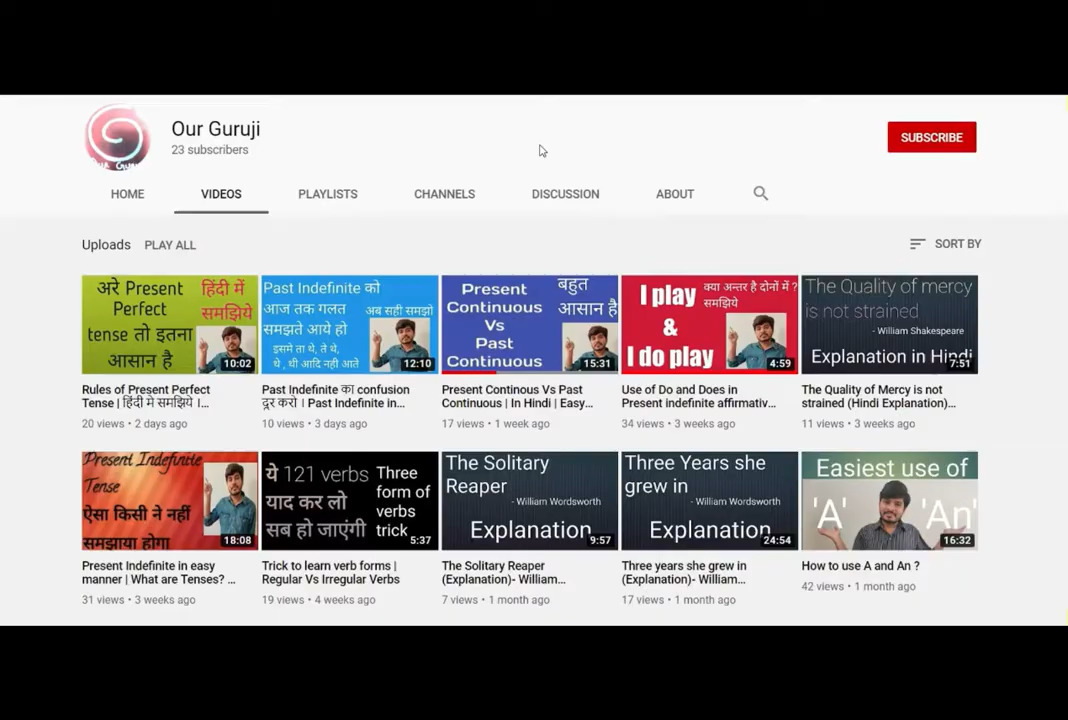 Our Guruji
23 subscribers
SUBSCRIBE
HOME VIDEOS PLAYLISTS CHANNELS DISCUSSION ABOUT
Uploads PLAY ALL SORT BY
अरे Present
Perfect
tense तो इतना
आसान है
हिंदी में
समझिये
10:02
Rules of Present Perfect
Tense | हिंदी मे समझिये ।...
20 views • 2 days ago
Past Indefinite को
आज तक गलत
समझते आये हो
इसमे ता थे, ते थे,
थे , थी आदि नही आते
अब सही समझो
12:10
Past Indefinite का confusion
दूर करो । Past Indefinite in...
10 views • 3 days ago
Present
Continuous
Vs
Past
Continuous
बहुत
आसान है
15:31
Present Continous Vs Past
Continuous | In Hindi | Easy...
17 views • 1 week ago
I play
&
I do play
क्या अन्तर है दोनों में ?
समझिये
4:59
Use of Do and Does in
Present indefinite affirmativ...
34 views • 3 weeks ago
The Quality of mercy
is not strained
- William Shakespeare
Explanation in Hindi
7:51
The Quality of Mercy is not
strained (Hindi Explanation)...
11 views • 3 weeks ago
Present Indefinite
Tense
ऐसा किसी ने नहीं
समझाया होगा
18:08
Present Indefinite in easy
manner | What are Tenses? ...
31 views • 3 weeks ago
ये 121 verbs
याद कर लो
सब हो जाएंगी
Three
form of
verbs
trick
5:37
Trick to learn verb forms |
Regular Vs Irregular Verbs
19 views • 4 weeks ago
The Solitary
Reaper
- William Wordsworth
Explanation
9:57
The Solitary Reaper
(Explanation)- William...
7 views • 1 month ago
Three Years she
grew in
- William Wordsworth
Explanation
24:54
Three years she grew in
(Explanation)- William...
17 views • 1 month ago
Easiest use of
'A' 'An'
16:32
How to use A and An ?
42 views • 1 month ago